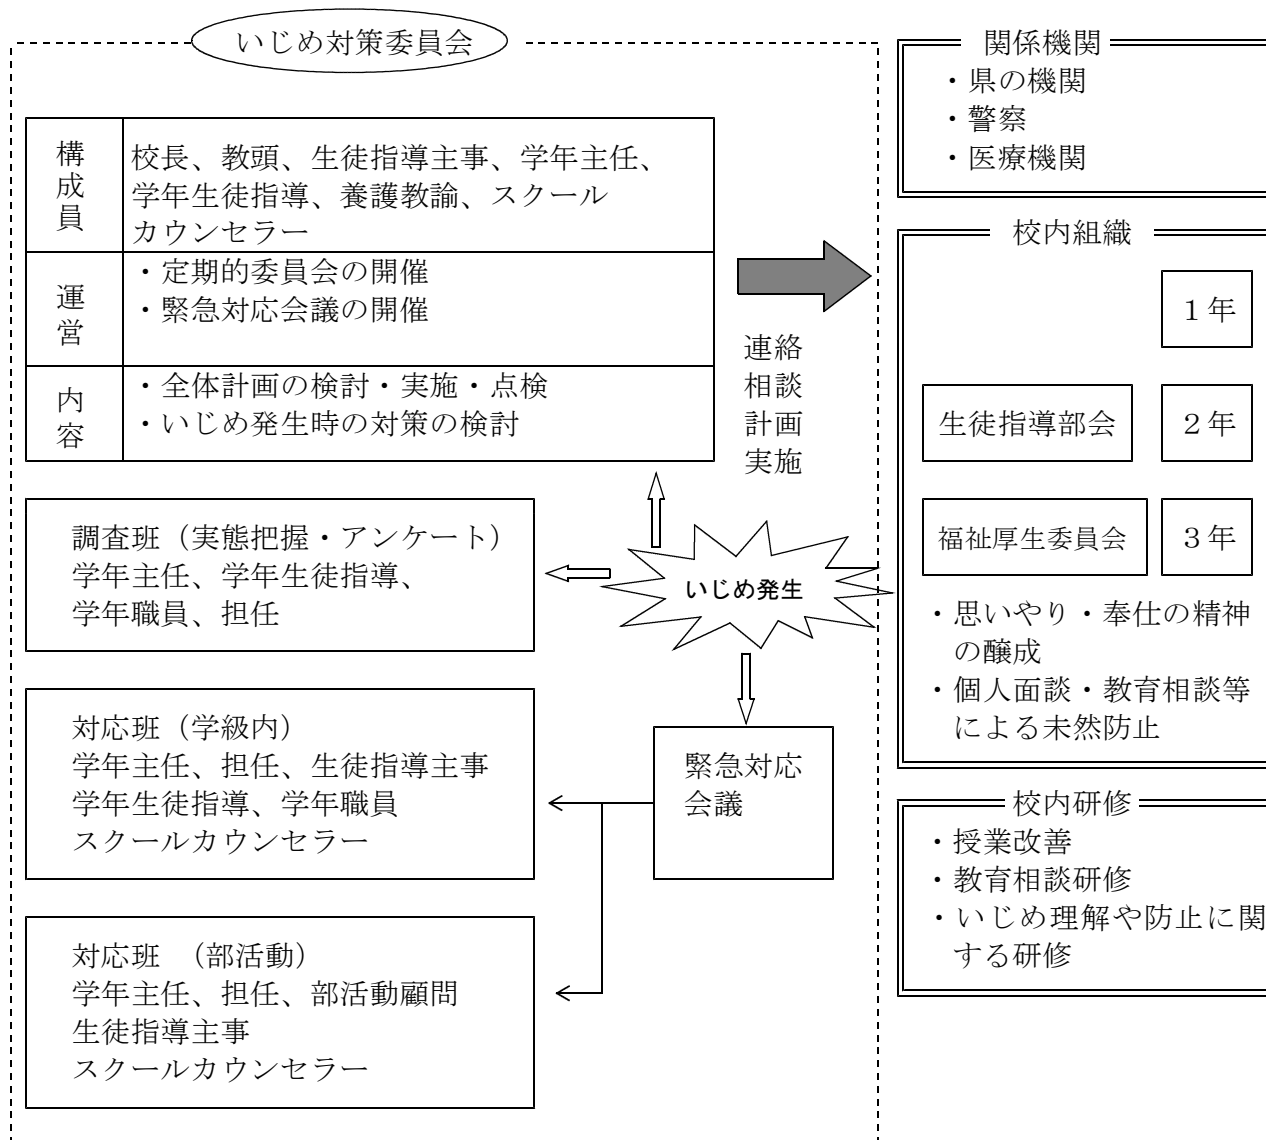 いじめ対策委員会
構成員
校長、教頭、生徒指導主事、学年主任、
学年生徒指導、養護教諭、スクール
カウンセラー
運営
・定期的委員会の開催
・緊急対応会議の開催
内容
・全体計画の検討・実施・点検
・いじめ発生時の対策の検討
連絡
相談
計画
実施
調査班(実態把握・アンケート)
学年主任、学年生徒指導、
学年職員、担任
いじめ発生
対応班(学級内)
学年主任、担任、生徒指導主事
学年生徒指導、学年職員
スクールカウンセラー
緊急対応
会議
対応班 (部活動)
学年主任、担任、部活動顧問
生徒指導主事
スクールカウンセラー
関係機関
・県の機関
・警察
・医療機関
校内組織
1年
生徒指導部会
2年
福祉厚生委員会
3年
・思いやり・奉仕の精神
の醸成
・個人面談・教育相談等
による未然防止
校内研修
・授業改善
・教育相談研修
・いじめ理解や防止に関
する研修